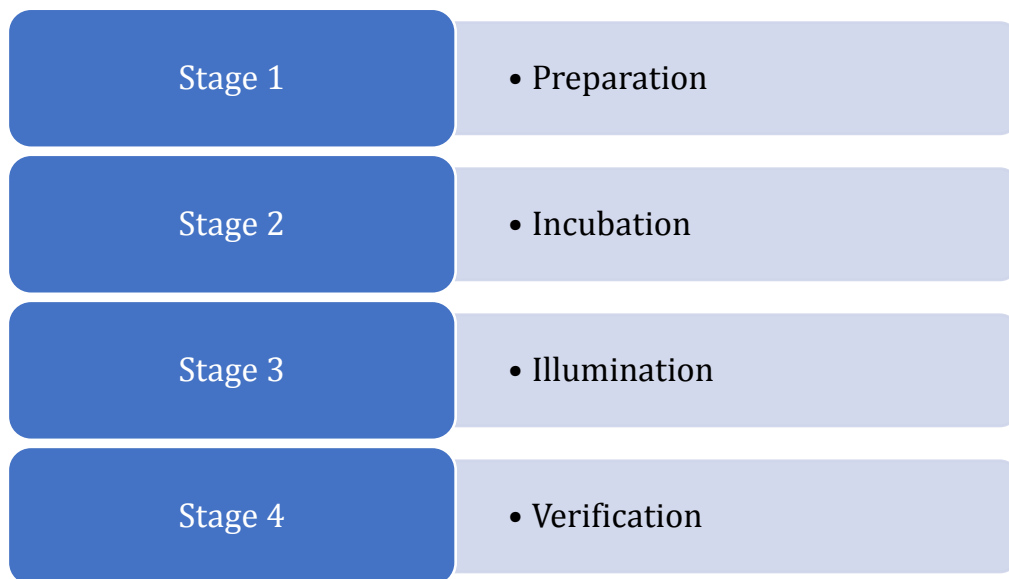 Stage 1
• Preparation
Stage 2
• Incubation
Stage 3
• Illumination
Stage 4
• Verification